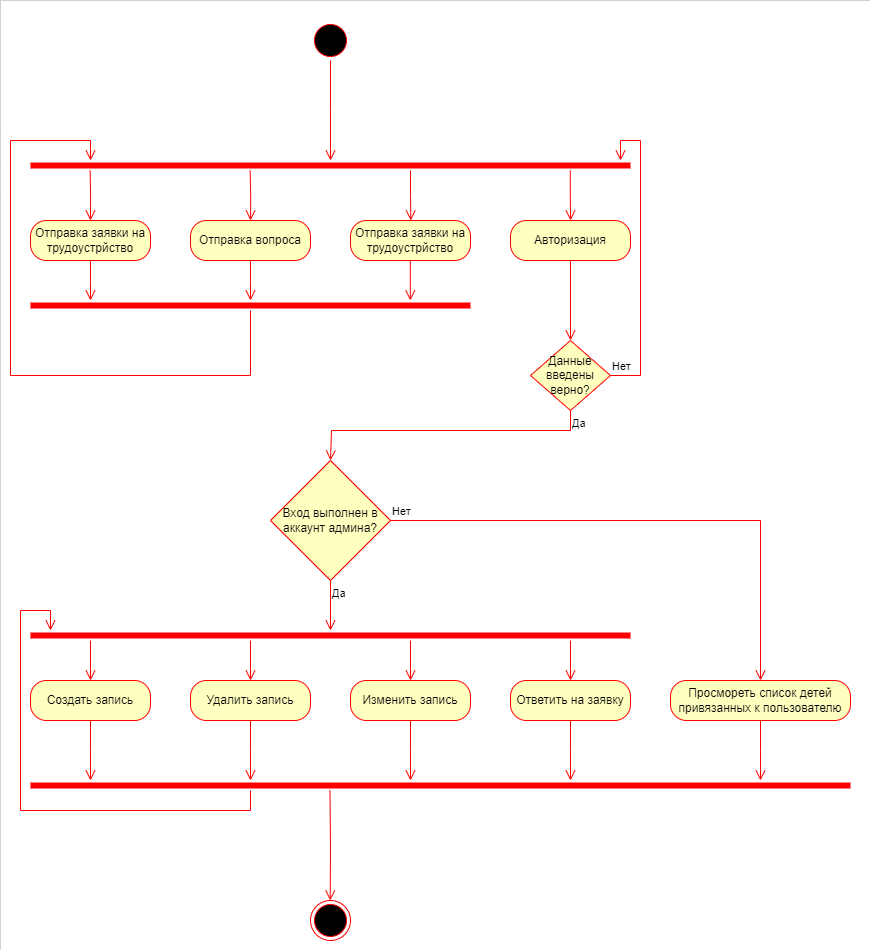 Отправка заявки на
трудоустрйство
Отправка вопроса
Отправка заявки на
трудоустрйство
Авторизация
Данные
введены
верно?
Нет
Да
Вход выполнен в
аккаунт админа?
Нет
Да
Создать запись
Удалить запись
Изменить запись
Ответить на заявку
Просмореть список детей
привязанных к пользователю